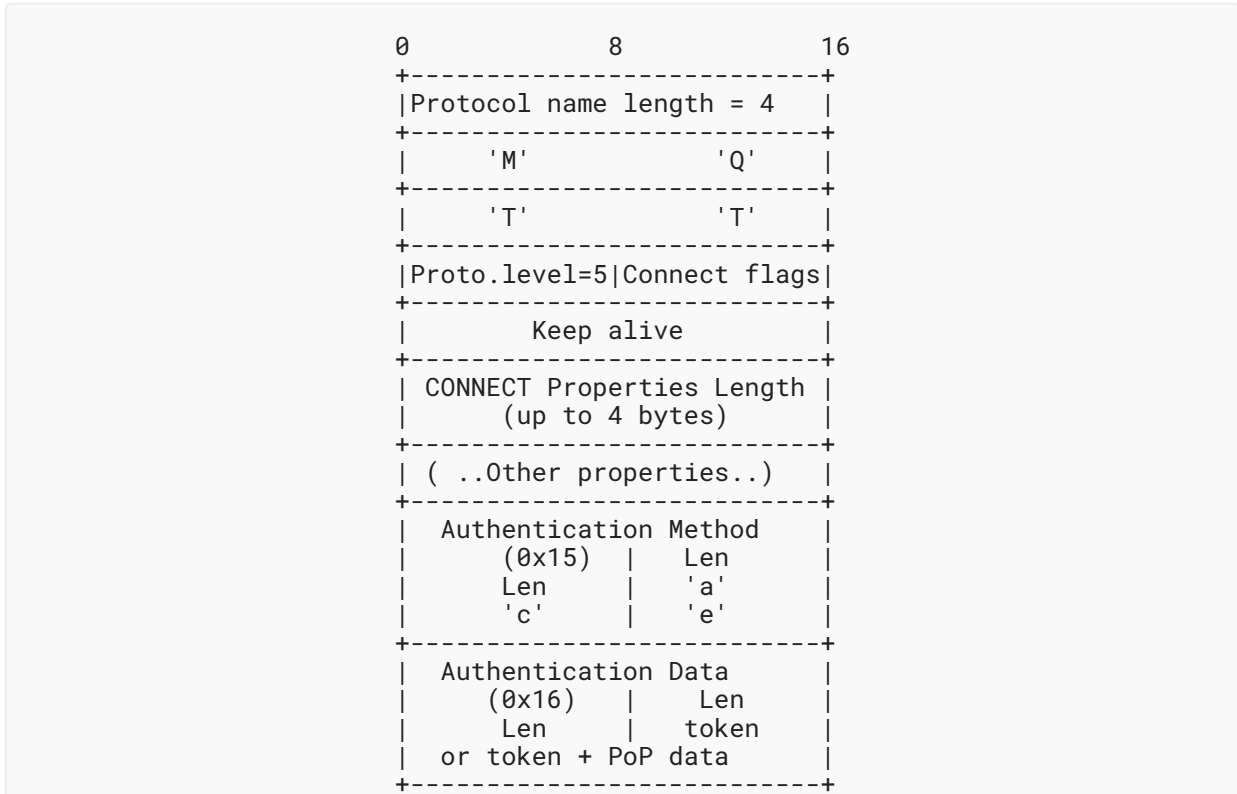 0              8              16
+---------------------------+
|Protocol name length = 4   |
+---------------------------+
|     'M'            'Q'    |
+---------------------------+
|     'T'            'T'    |
+---------------------------+
|Proto.level=5|Connect flags|
+---------------------------+
|        Keep alive         |
+---------------------------+
| CONNECT Properties Length |
|      (up to 4 bytes)      |
+---------------------------+
| ( ..Other properties..)   |
+---------------------------+
|  Authentication Method    |
|      (0x15)  |   Len      |
|      Len     |   'a'      |
|      'c'     |   'e'      |
+---------------------------+
|  Authentication Data      |
|     (0x16)   |    Len     |
|      Len     |   token    |
|  or token + PoP data      |
+---------------------------+